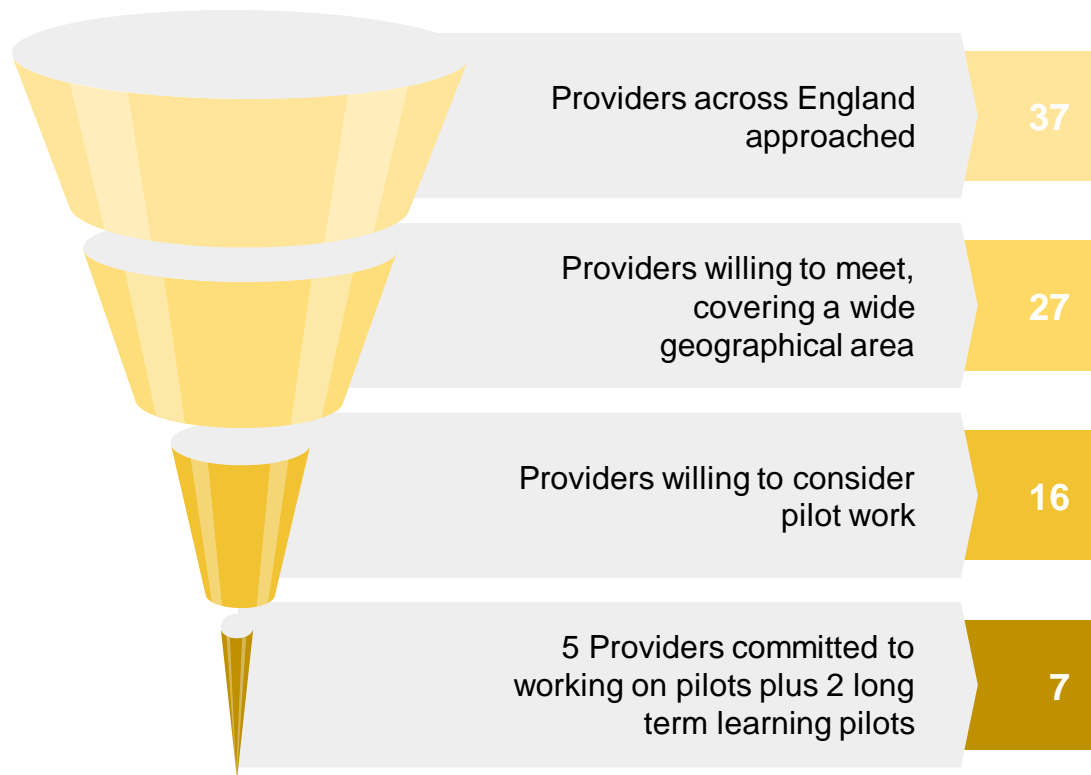 Providers across England
approached
37
Providers willing to meet,
covering a wide
geographical area
27
Providers willing to consider
pilot work
16
5 Providers committed to
working on pilots plus 2 long
term learning pilots
7